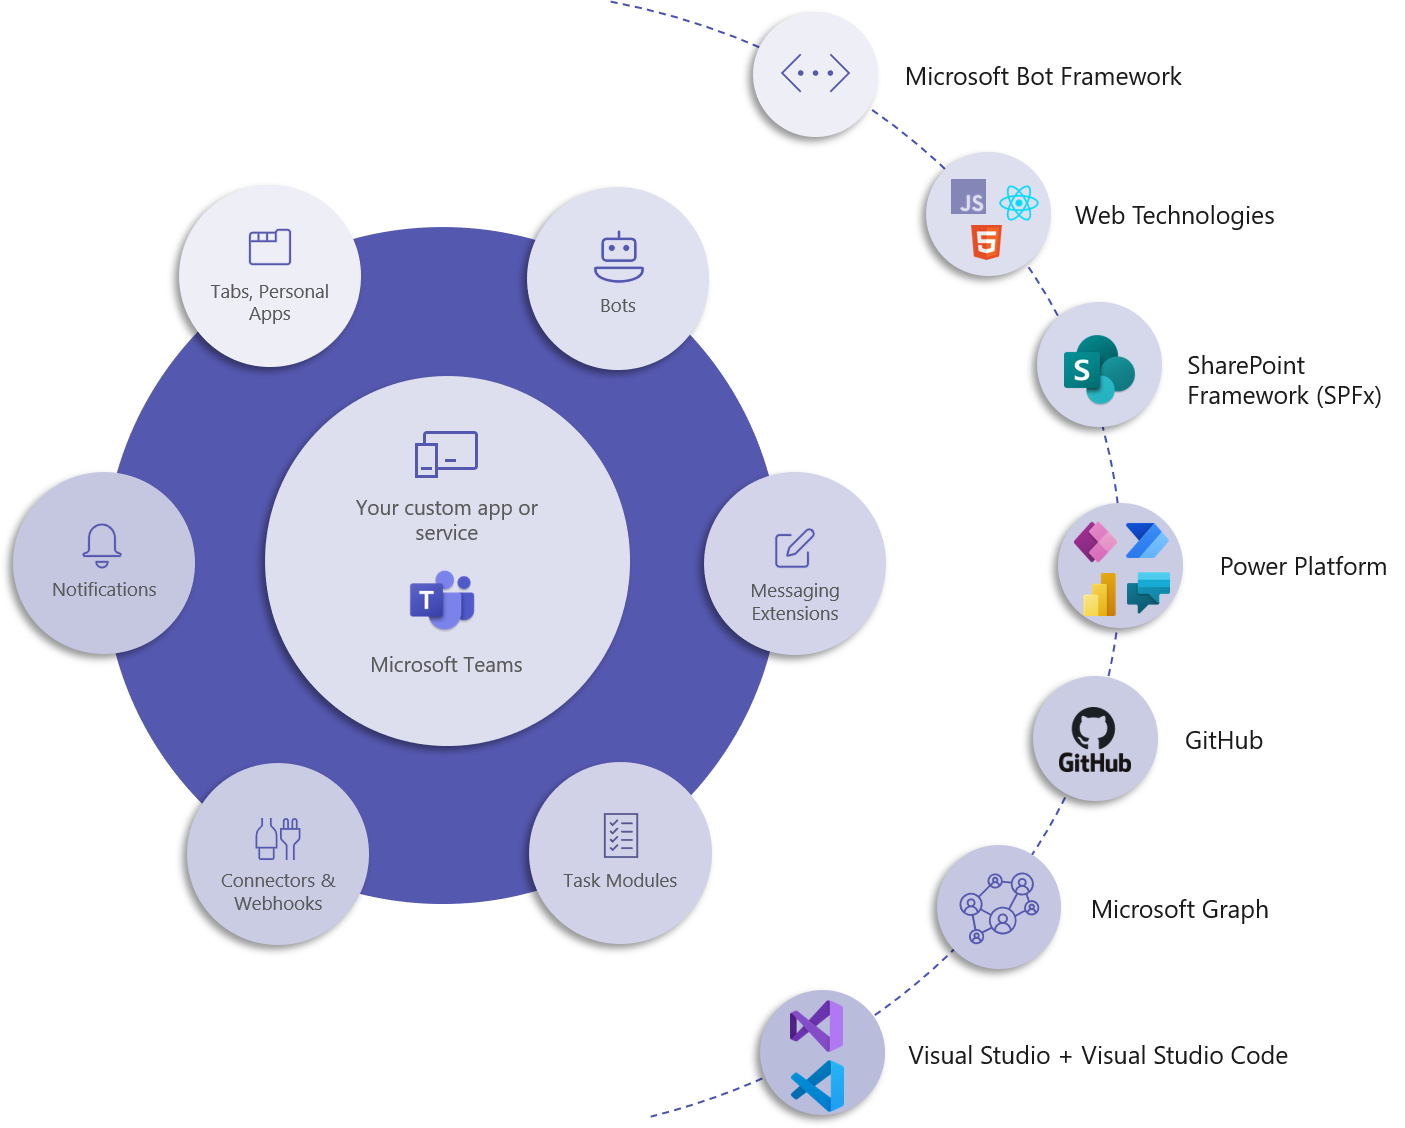 Microsoft Bot Framework
JS
5
Web Technologies
Tabs, Personal
Apps
Bots
S
SharePoint
Framework (SPFx)
Your custom app or
service
T
Microsoft Teams
Notifications
Messaging
Extensions
Power Platform
GitHub
GitHub
Connectors &
Webhooks
Task Modules
Microsoft Graph
Visual Studio + Visual Studio Code